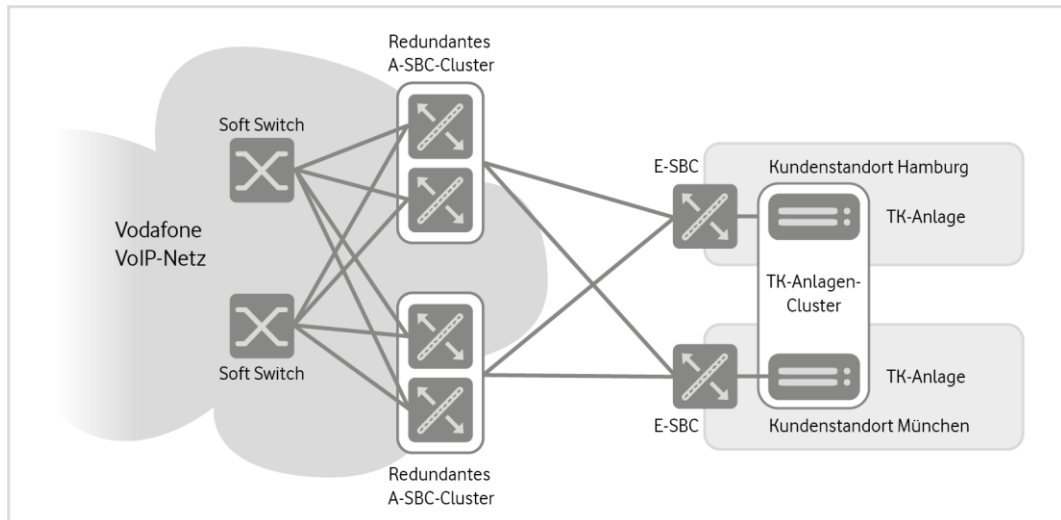 Redundantes
A-SBC-Cluster
Soft Switch
E-SBC
Kundenstandort Hamburg
TK-Anlage
Vodafone
VoIP-Netz
TK-Anlagen-
Cluster
Soft Switch
TK-Anlage
E-SBC
Kundenstandort München
Redundantes
A-SBC-Cluster